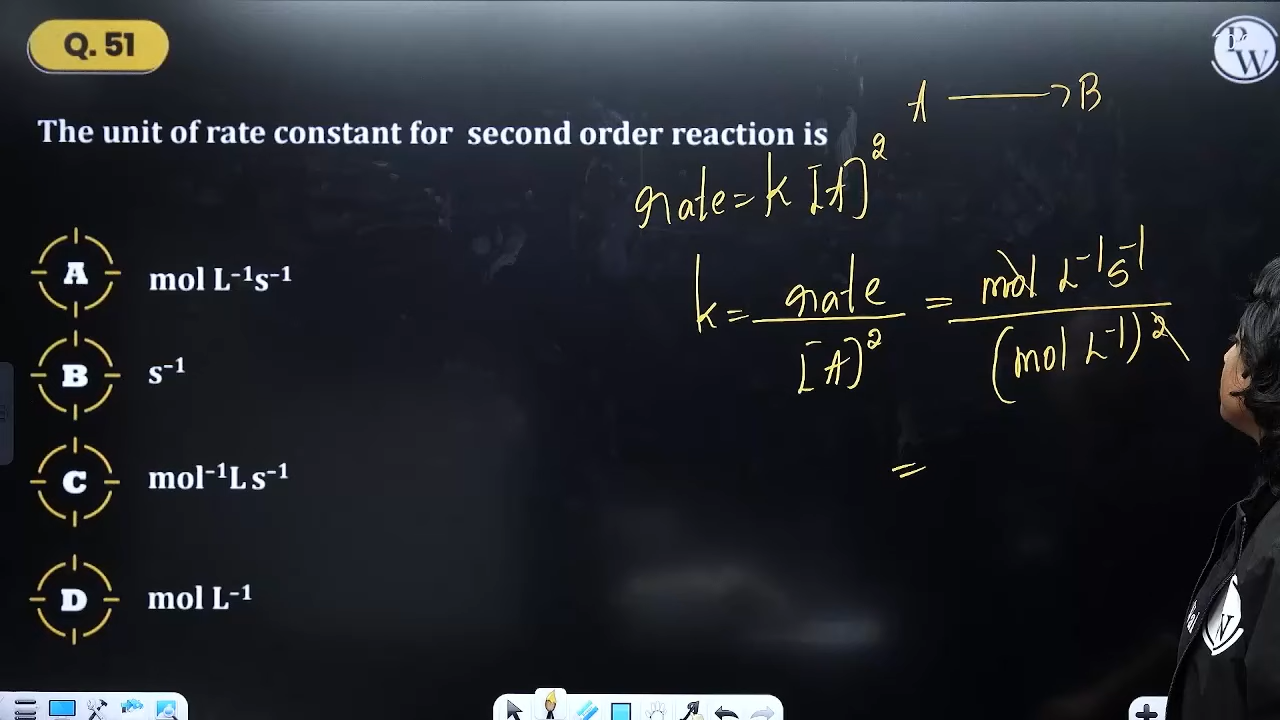 Q. 51
PW
The unit of rate constant for second order reaction is
A ⟶ B
rate = k [A]²
k = rate / [A]² = mol L⁻¹ s⁻¹ / (mol L⁻¹)²
=
A mol L⁻¹s⁻¹
B s⁻¹
C mol⁻¹L s⁻¹
D mol L⁻¹